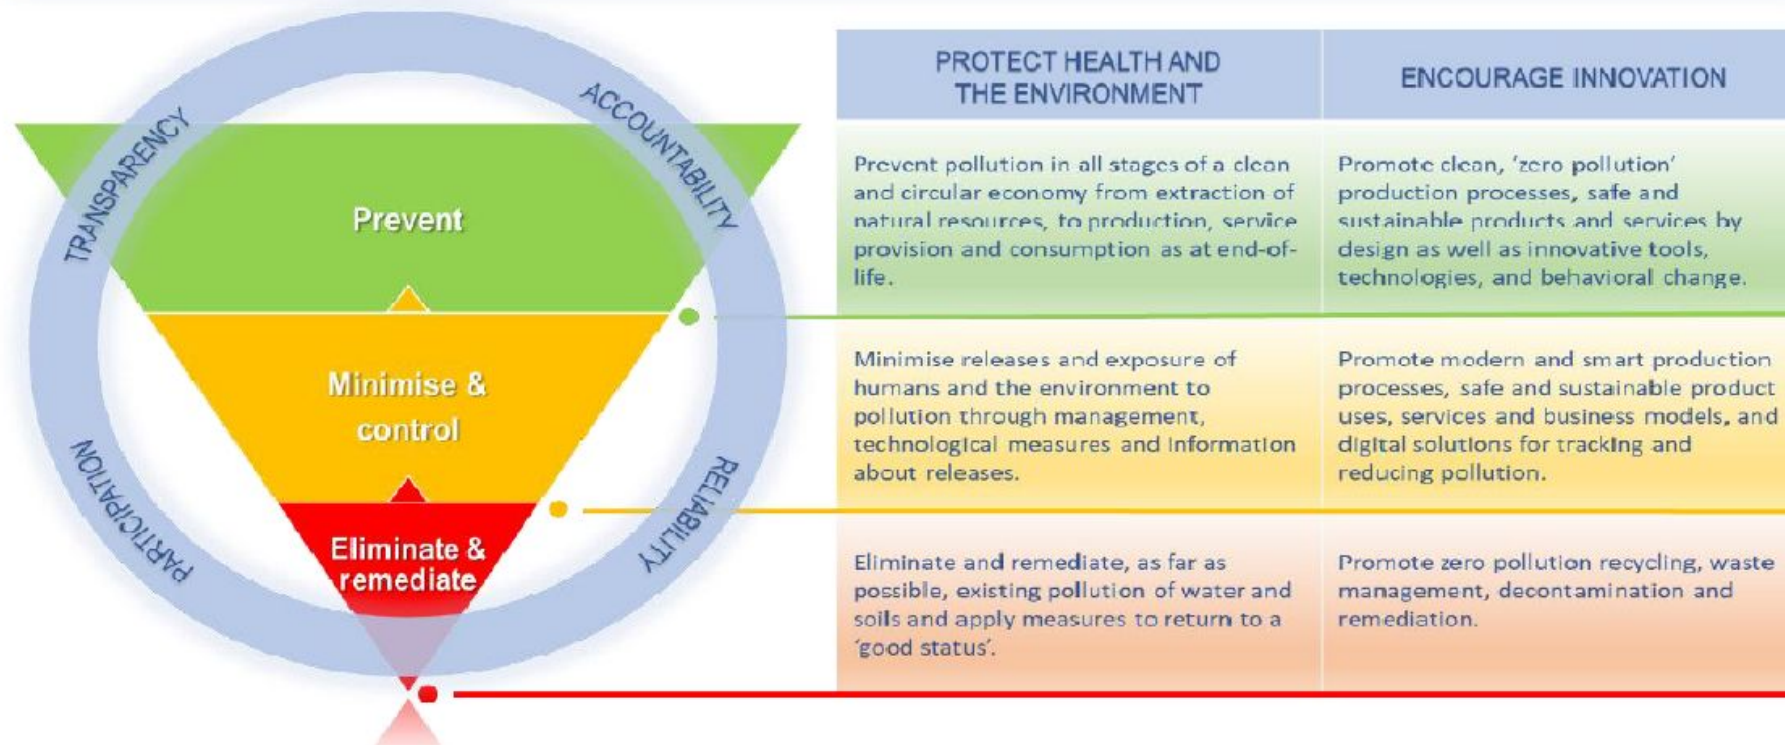 TRANSPARENCY
ACCOUNTABILITY
PARTICIPATION
RELIABILITY
Prevent
Minimise &
control
Eliminate &
remediate
PROTECT HEALTH AND
THE ENVIRONMENT
ENCOURAGE INNOVATION
Prevent pollution in all stages of a clean
and circular economy from extraction of
natural resources, to production, service
provision and consumption as at end-of-
life.
Promote clean, ‘zero pollution’
production processes, safe and
sustainable products and services by
design as well as innovative tools,
technologies, and behavioral change.
Minimise releases and exposure of
humans and the environment to
pollution through management,
technological measures and information
about releases.
Promote modern and smart production
processes, safe and sustainable product
uses, services and business models, and
digital solutions for tracking and
reducing pollution.
Eliminate and remediate, as far as
possible, existing pollution of water and
soils and apply measures to return to a
‘good status’.
Promote zero pollution recycling, waste
management, decontamination and
remediation.